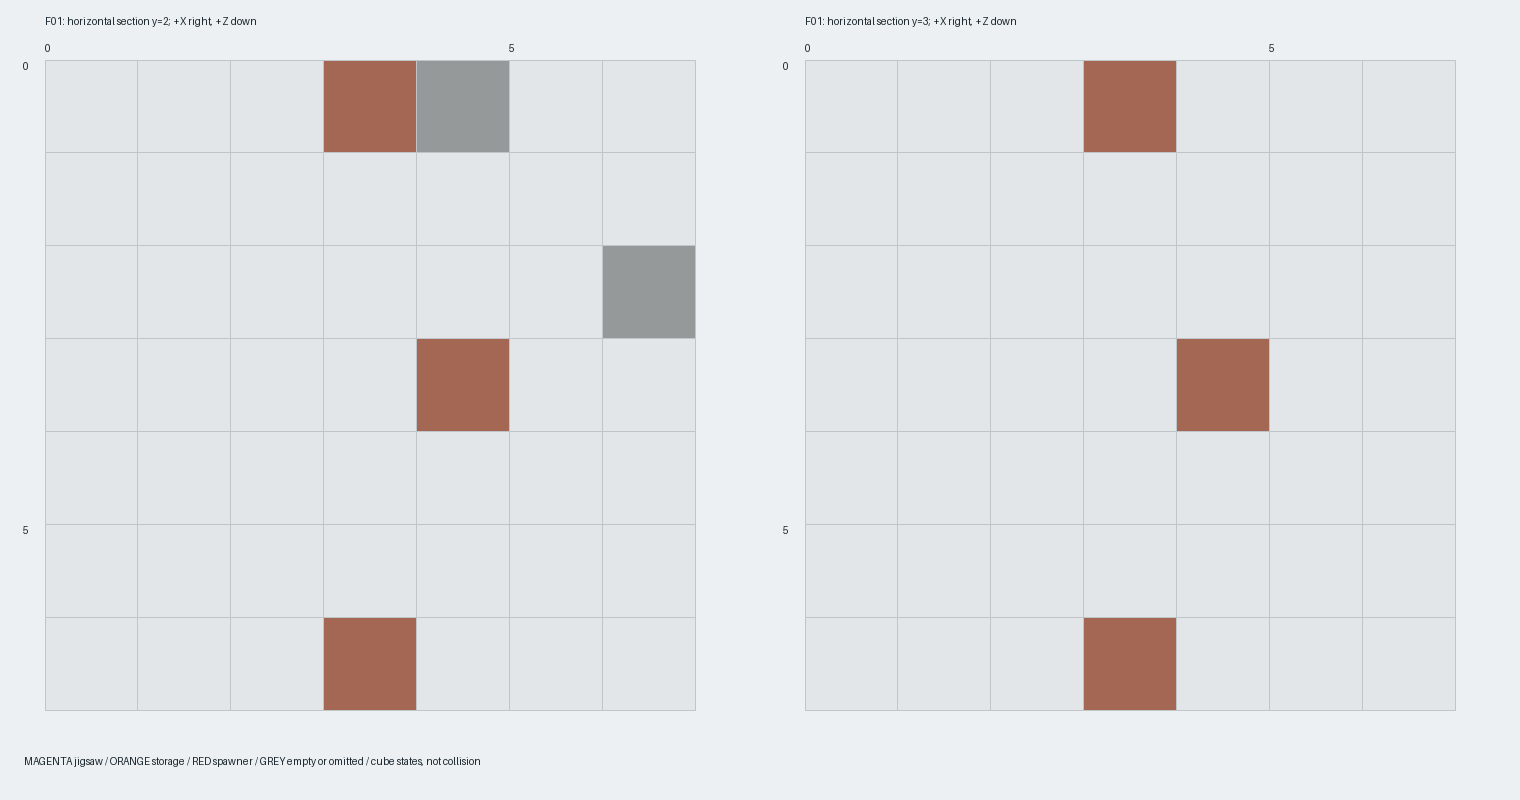 F01: horizontal section y=2; +X right, +Z down
F01: horizontal section y=3; +X right, +Z down
0 5
0 5
0
0
5
5
MAGENTA jigsaw / ORANGE storage / RED spawner / GREY empty or omitted / cube states, not collision